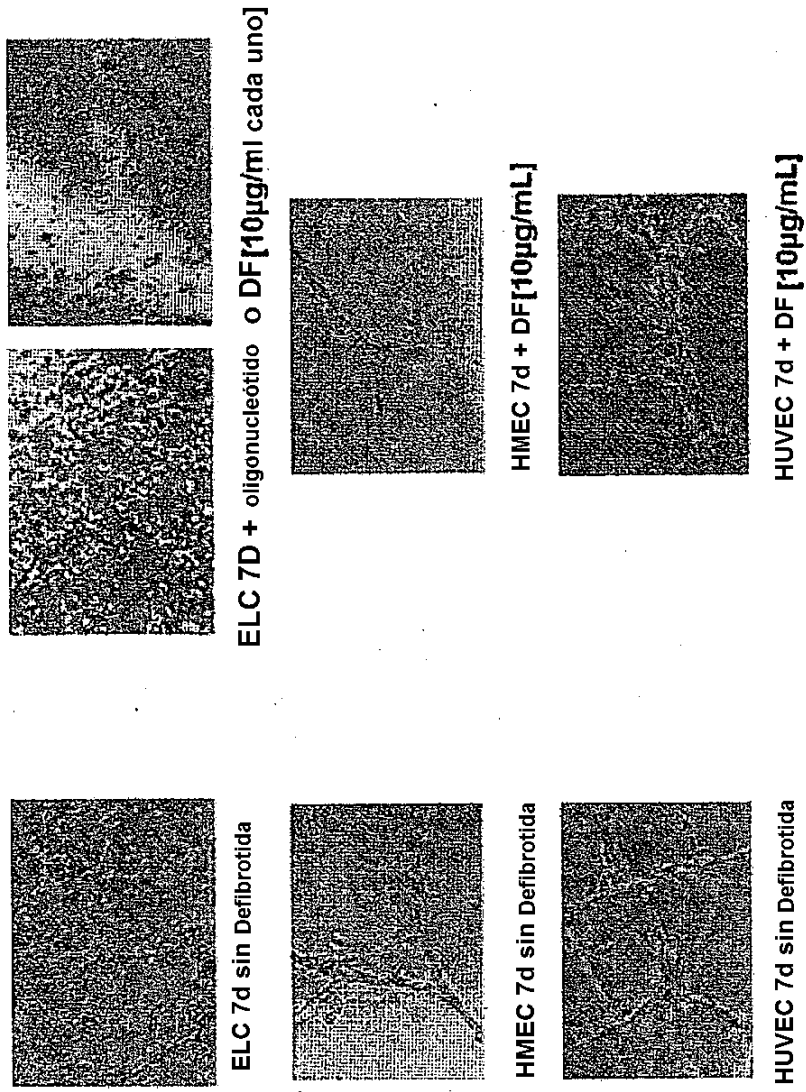 ELC 7d sin Defibrotida
ELC 7D + oligonucleótido o DF[10µg/ml cada uno]
HMEC 7d sin Defibrotida
HMEC 7d + DF[10µg/mL]
HUVEC 7d sin Defibrotida
HUVEC 7d + DF [10µg/mL]